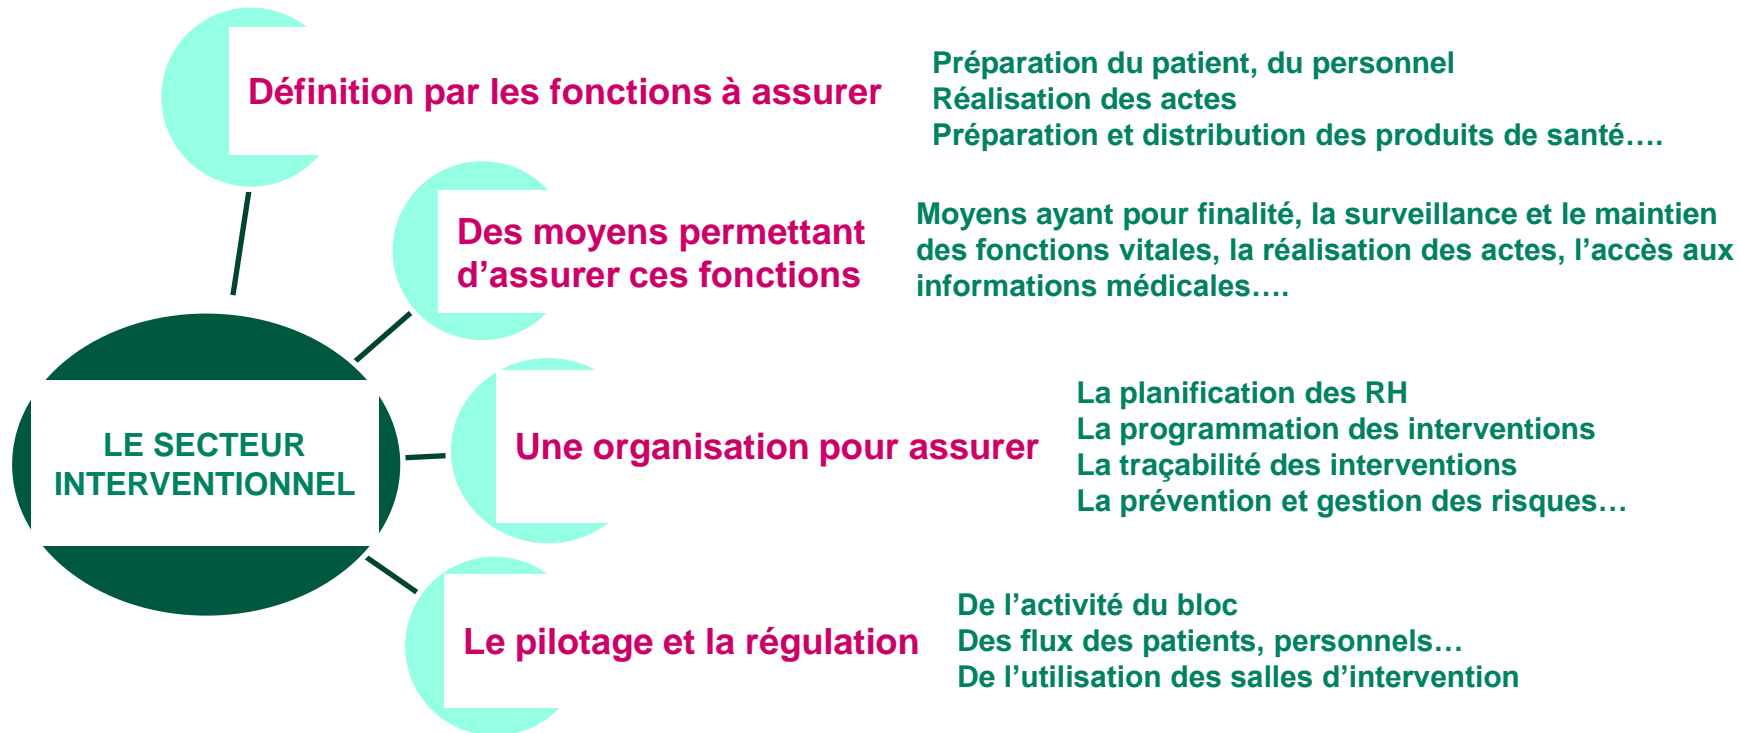 Définition par les fonctions à assurer
Préparation du patient, du personnel
Réalisation des actes
Préparation et distribution des produits de santé….
Des moyens permettant
d’assurer ces fonctions
Moyens ayant pour finalité, la surveillance et le maintien
des fonctions vitales, la réalisation des actes, l’accès aux
informations médicales….
LE SECTEUR
INTERVENTIONNEL
Une organisation pour assurer
La planification des RH
La programmation des interventions
La traçabilité des interventions
La prévention et gestion des risques…
Le pilotage et la régulation
De l’activité du bloc
Des flux des patients, personnels…
De l’utilisation des salles d’intervention